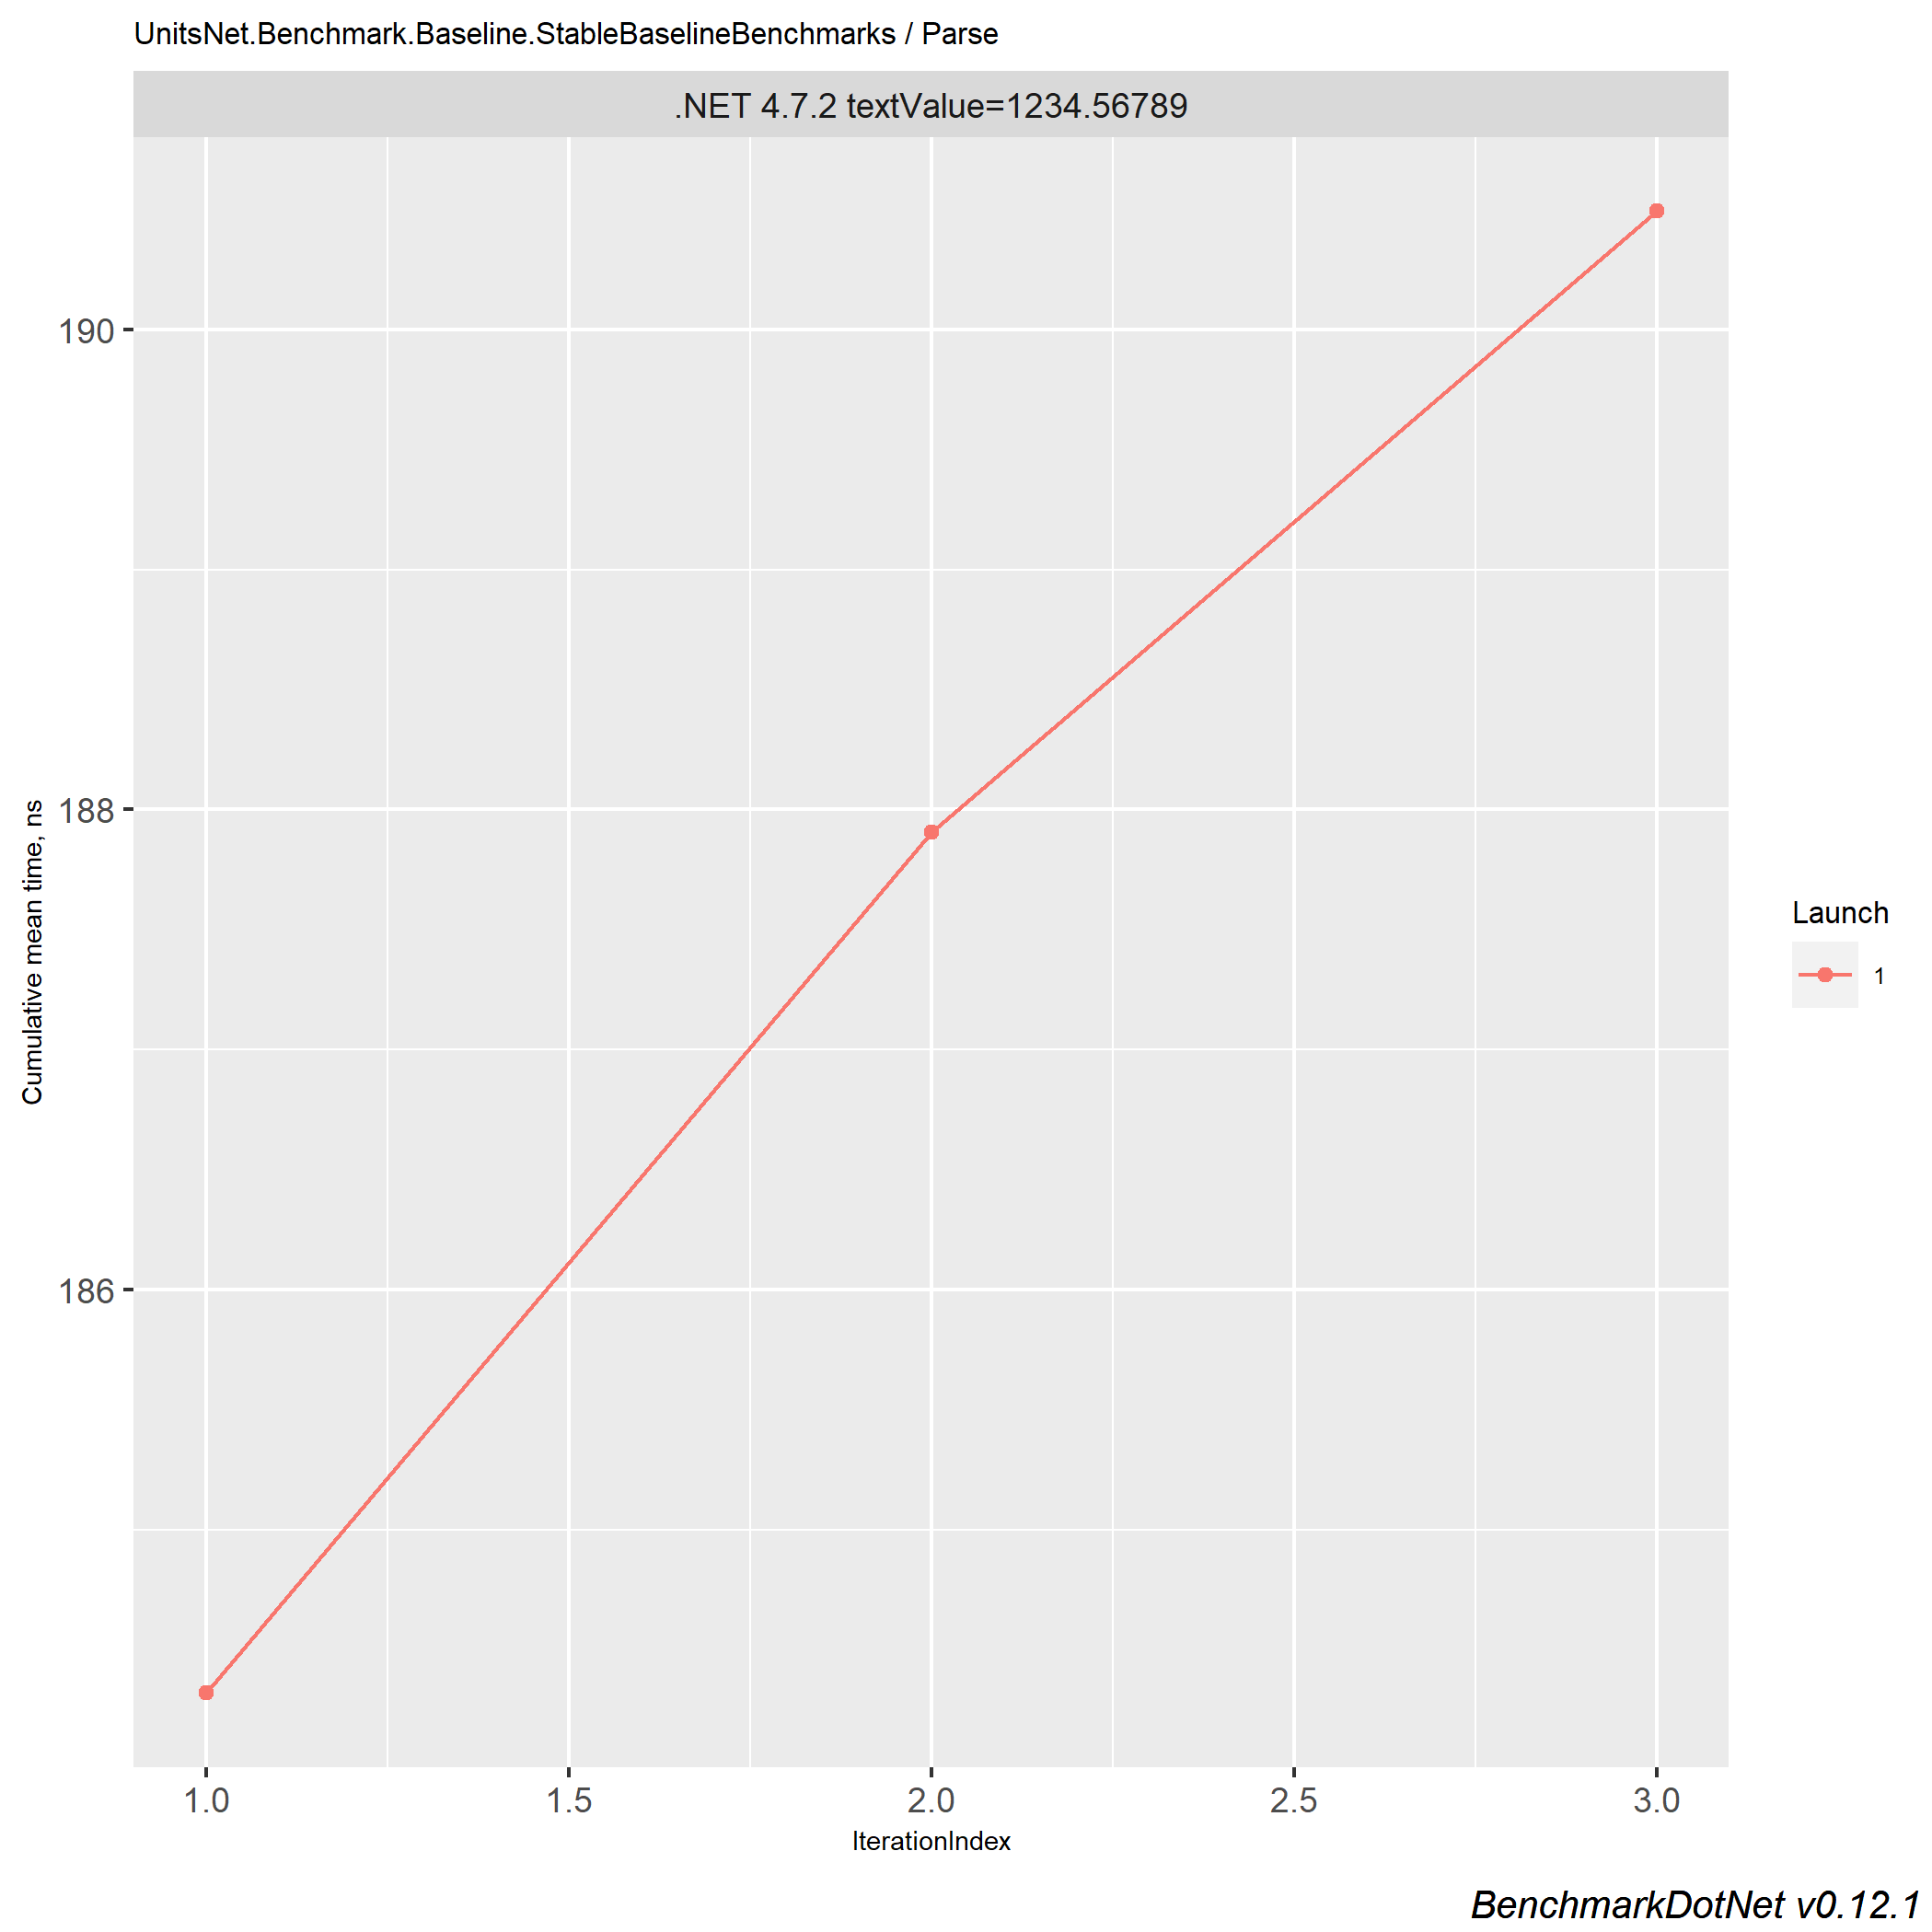 UnitsNet.Benchmark.Baseline.StableBaselineBenchmarks / Parse
.NET 4.7.2 textValue=1234.56789
190
188
186
Cumulative mean time, ns
1.0 1.5 2.0 2.5 3.0
IterationIndex
Launch
1
BenchmarkDotNet v0.12.1